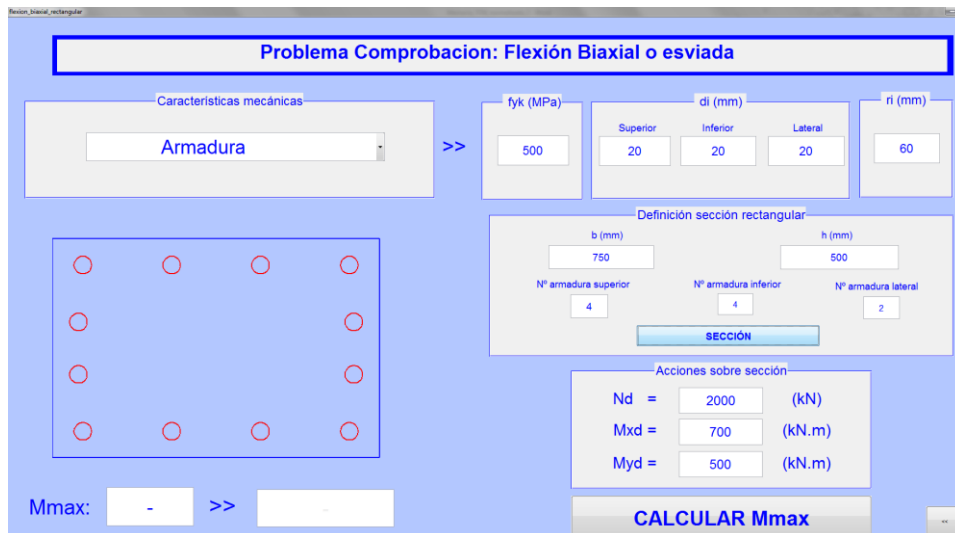 flexion_biaxial_rectangular
Problema Comprobacion: Flexión Biaxial o esviada
Características mecánicas
Armadura
>>
fyk (MPa)
500
di (mm)
Superior Inferior Lateral
20 20 20
ri (mm)
60
Definición sección rectangular
b (mm) h (mm)
750 500
Nº armadura superior Nº armadura inferior Nº armadura lateral
4 4 2
SECCIÓN
Acciones sobre sección
Nd = 2000 (kN)
Mxd = 700 (kN.m)
Myd = 500 (kN.m)
Mmax: - >> --
CALCULAR Mmax
<<